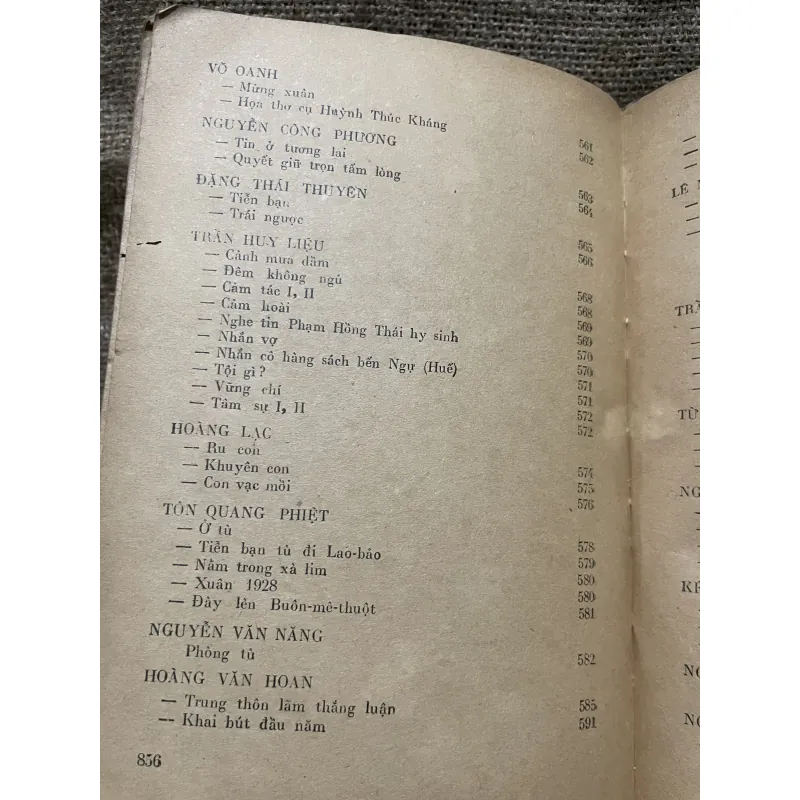 VÕ OANH
— Mừng xuân 561
— Họa thơ cụ Huỳnh Thúc Kháng 562
NGUYỄN CÔNG PHƯƠNG
— Tin ở tương lai 563
— Quyết giữ trọn tấm lòng 564
ĐẶNG THÁI THUYÊN
— Tiễn bạn 565
— Trái ngược 566
TRẦN HUY LIỆU
— Cảnh mưa dầm 568
— Đêm không ngủ 568
— Cảm tác I, II 569
— Cảm hoài 569
— Nghe tin Phạm Hồng Thái hy sinh 570
— Nhắn vợ 570
— Nhắn cô hàng sách bến Ngự (Huế) 571
— Tội gì? 571
— Vững chí 572
— Tâm sự I, II 572
HOÀNG LẠC
— Ru con 574
— Khuyên con 575
— Con vạc mồi 576
TÔN QUANG PHIỆT
— Ở tù 578
— Tiễn bạn tù đi Lao-bảo 579
— Nằm trong xà lim 580
— Xuân 1928 580
— Đày lên Buôn-mê-thuột 581
NGUYỄN VĂN NĂNG
Phòng tù 582
HOÀNG VĂN HOAN
— Trung thôn lãm thắng luận 585
— Khai bút đầu năm 591
856
LÊ
TRẦ
TỪ
NG
NG